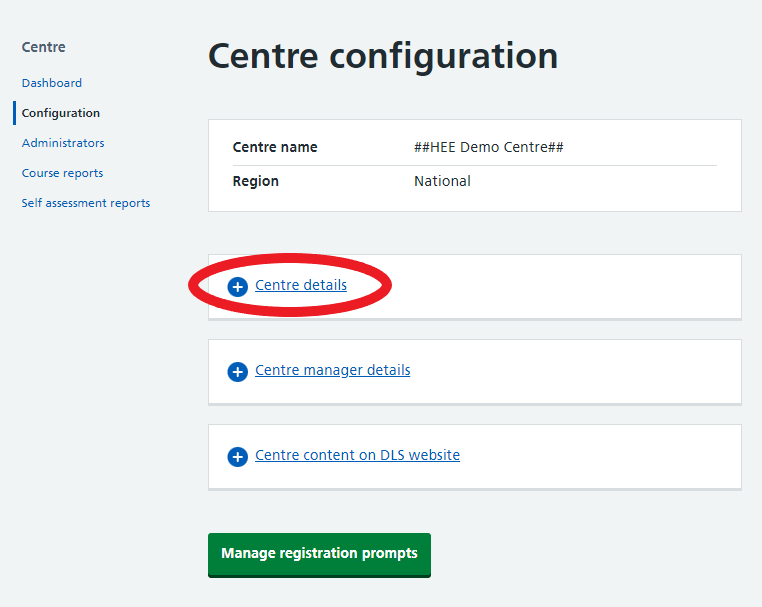 Centre
Dashboard
Configuration
Administrators
Course reports
Self assessment reports
Centre configuration
Centre name ##HEE Demo Centre##
Region National
Centre details
Centre manager details
Centre content on DLS website
Manage registration prompts